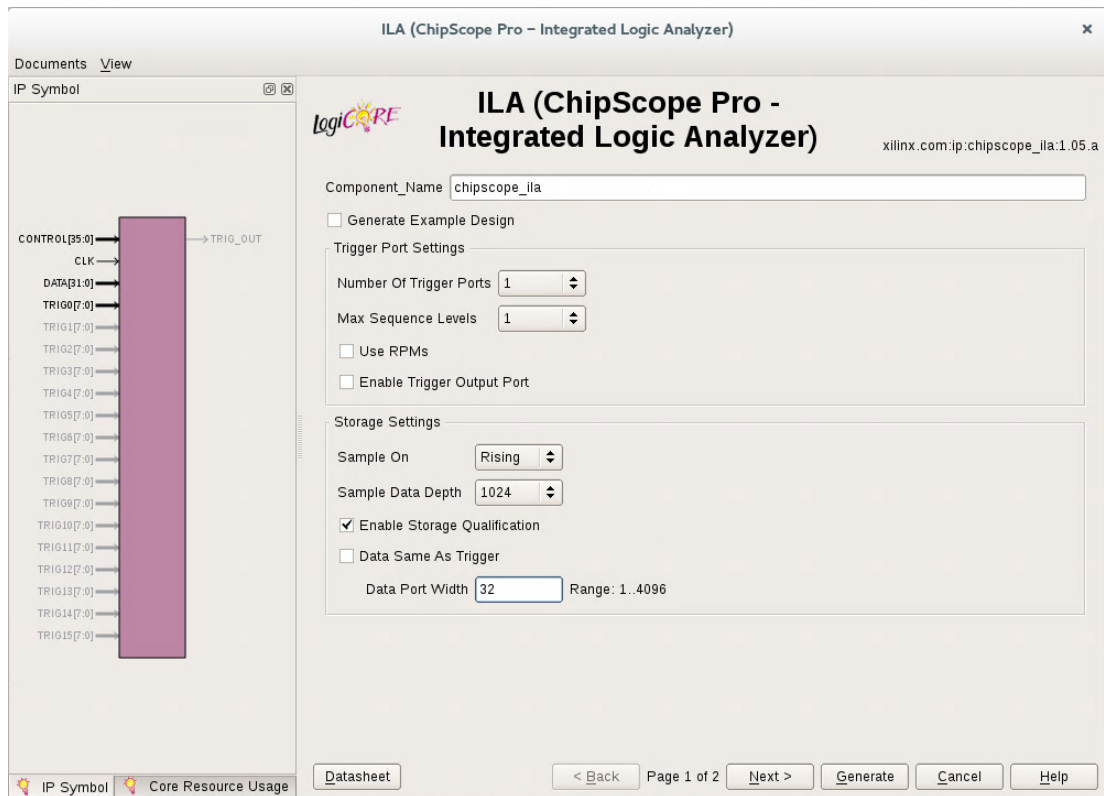 ILA (ChipScope Pro – Integrated Logic Analyzer)
Documents View
IP Symbol
CONTROL[35:0]
TRIG_OUT
CLK
DATA[31:0]
TRIG0[7:0]
TRIG1[7:0]
TRIG2[7:0]
TRIG3[7:0]
TRIG4[7:0]
TRIG5[7:0]
TRIG6[7:0]
TRIG7[7:0]
TRIG8[7:0]
TRIG9[7:0]
TRIG10[7:0]
TRIG11[7:0]
TRIG12[7:0]
TRIG13[7:0]
TRIG14[7:0]
TRIG15[7:0]
IP Symbol Core Resource Usage
LogiCORE
ILA (ChipScope Pro -
Integrated Logic Analyzer)
xilinx.com:ip:chipscope_ila:1.05.a
Component_Name chipscope_ila
Generate Example Design
Trigger Port Settings
Number Of Trigger Ports 1
Max Sequence Levels 1
Use RPMs
Enable Trigger Output Port
Storage Settings
Sample On Rising
Sample Data Depth 1024
Enable Storage Qualification
Data Same As Trigger
Data Port Width 32 Range: 1..4096
Datasheet < Back Page 1 of 2 Next > Generate Cancel Help